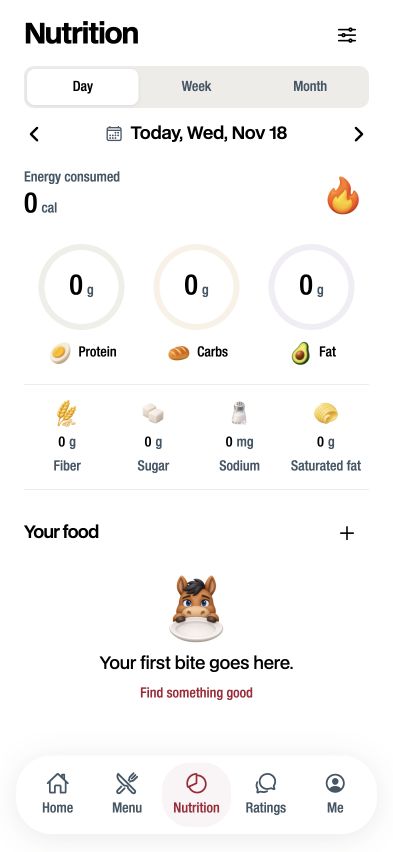 Nutrition
Day Week Month
Today, Wed, Nov 18
Energy consumed
0 cal
0 g 0 g 0 g
Protein Carbs Fat
0 g 0 g 0 mg 0 g
Fiber Sugar Sodium Saturated fat
Your food
Your first bite goes here.
Find something good
Home Menu Nutrition Ratings Me